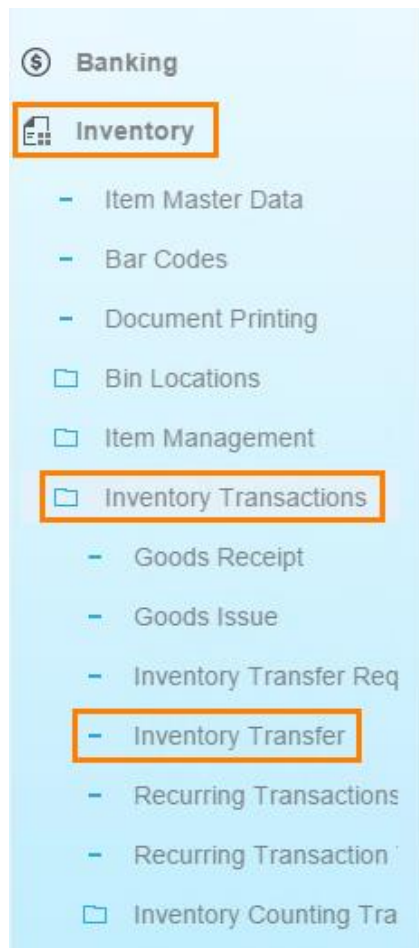 Banking
Inventory
Item Master Data
Bar Codes
Document Printing
Bin Locations
Item Management
Inventory Transactions
Goods Receipt
Goods Issue
Inventory Transfer Req
Inventory Transfer
Recurring Transactions
Recurring Transaction
Inventory Counting Tra